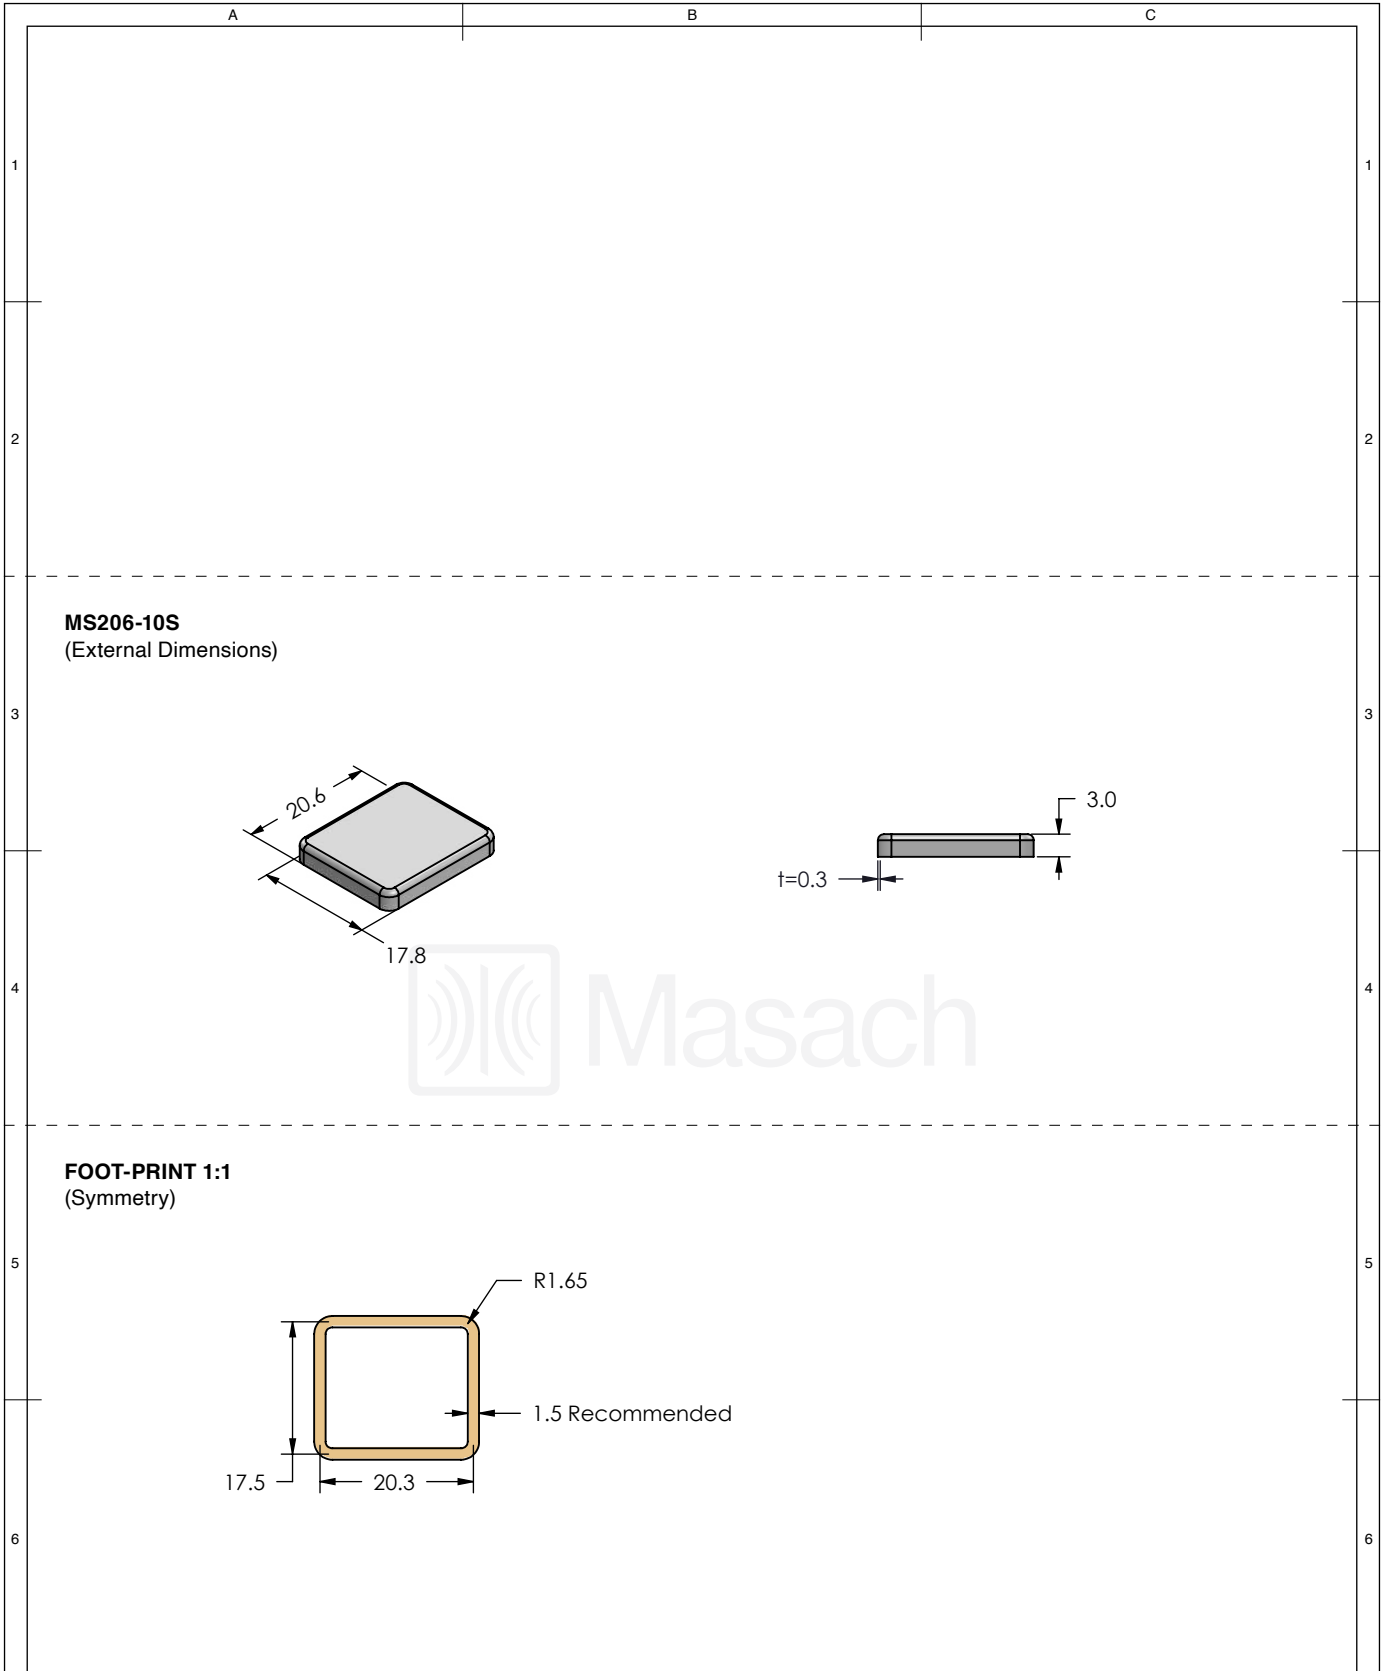 A B C
1 1
2 2
MS206-10S
(External Dimensions)
3 3
20.6
3.0
t=0.3
17.8
Masach
4 4
FOOT-PRINT 1:1
(Symmetry)
5 5
R1.65
1.5 Recommended
17.5
20.3
6 6